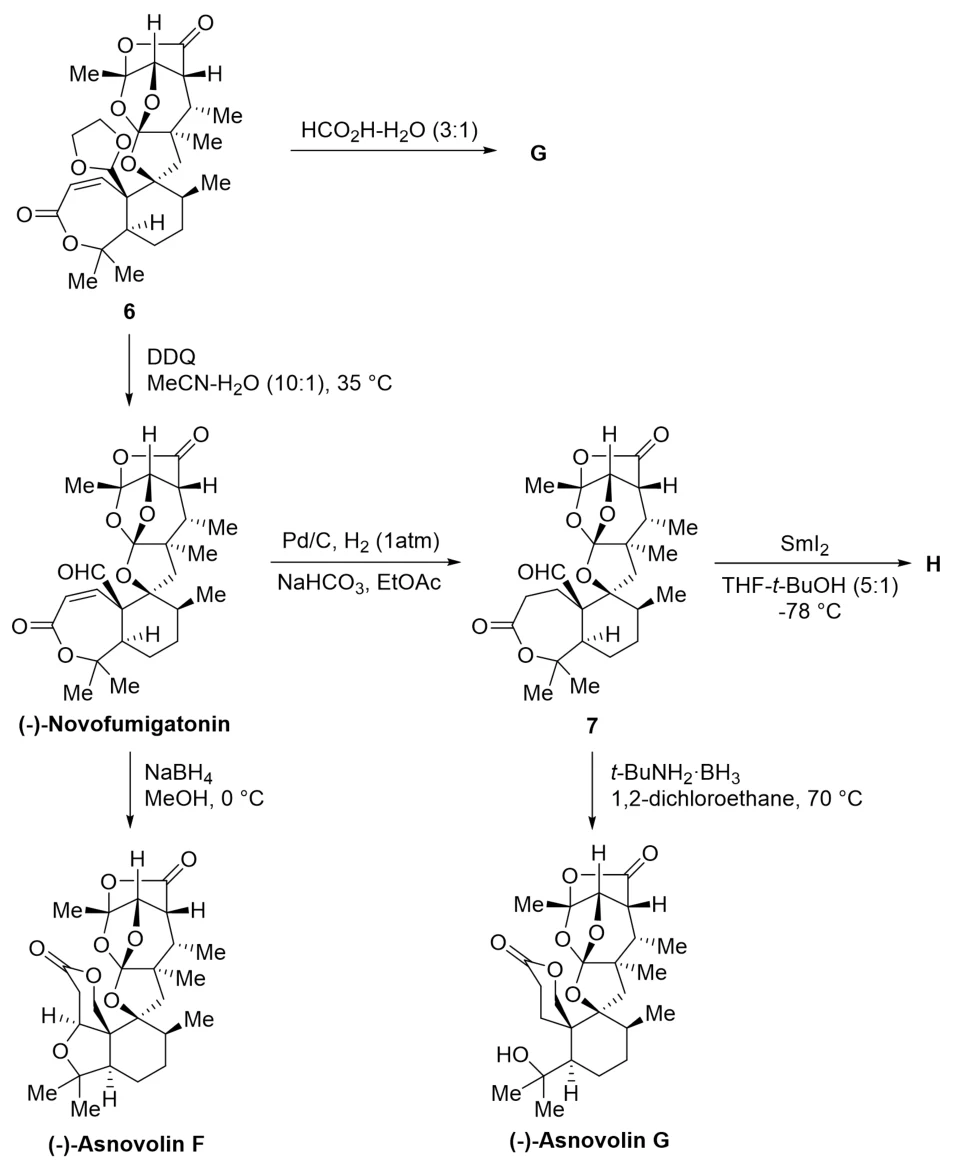 H
O
O
Me
H
O
O
Me
Me
O
O
O
Me
O
H
O
Me
Me
6
HCO2H-H2O (3:1)
G
DDQ
MeCN-H2O (10:1), 35 °C
H
O
O
Me
H
O
O
Me
Me
OHC
O
Me
O
H
O
Me
Me
(-)-Novofumigatonin
Pd/C, H2 (1atm)
NaHCO3, EtOAc
H
O
O
Me
H
O
O
Me
Me
OHC
O
Me
O
H
O
Me
Me
7
SmI2
THF-t-BuOH (5:1)
-78 °C
H
NaBH4
MeOH, 0 °C
t-BuNH2·BH3
1,2-dichloroethane, 70 °C
H
O
O
Me
H
O
O
Me
O
Me
O
O
H
Me
O
Me
Me
H
(-)-Asnovolin F
H
O
O
Me
H
O
O
Me
O
Me
O
O
Me
HO
Me
H
Me
(-)-Asnovolin G